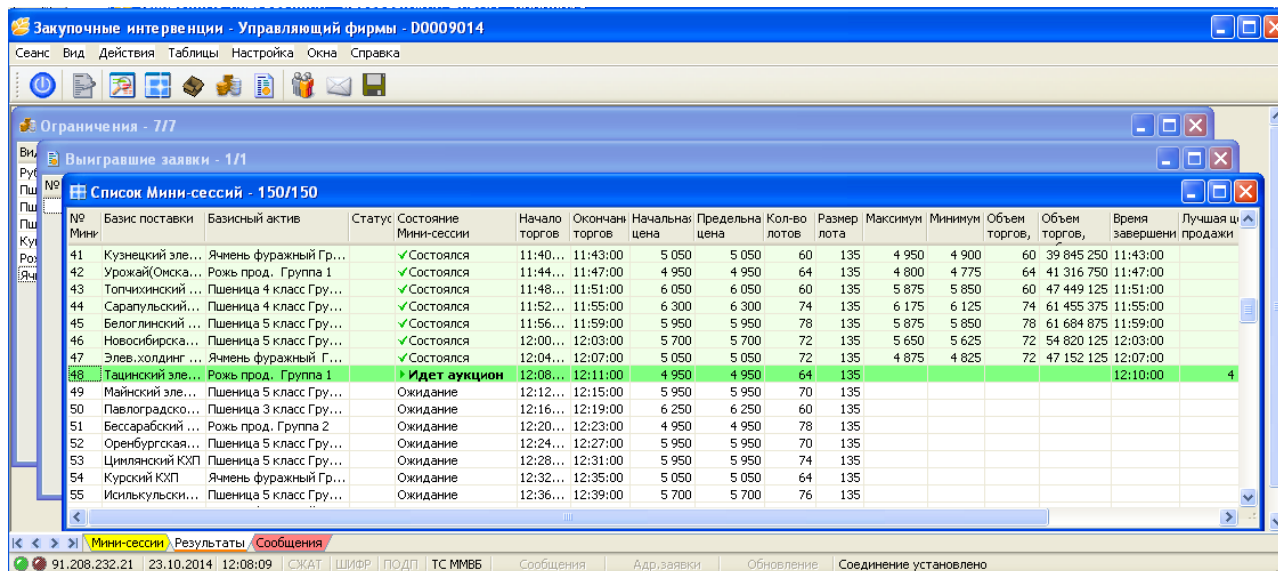 Закупочные интервенции - Управляющий фирмы - D0009014
Сеанс Вид Действия Таблицы Настройка Окна Справка
Ограничения - 7/7
Вид
Выигравшие заявки - 1/1
№
Список Мини-сессий - 150/150
№ Базис поставки Базисный актив Статус Состояние Начало Окончани Начальная Предельна Кол-во Размер Максимум Минимум Объем Объем Время Лучшая це
Мини Мини-сессии торгов торгов цена цена лотов лота торгов, торгов, завершени продажи
41 Кузнецкий эле... Ячмень фуражный Гр... Состоялся 11:40... 11:43:00 5 050 5 050 60 135 4 950 4 900 60 39 845 250 11:43:00
42 Урожай(Омска... Рожь прод. Группа 1 Состоялся 11:44... 11:47:00 4 950 4 950 64 135 4 800 4 775 64 41 316 750 11:47:00
43 Топчихинский ... Пшеница 4 класс Гру... Состоялся 11:48... 11:51:00 6 050 6 050 60 135 5 875 5 850 60 47 449 125 11:51:00
44 Сарапульский... Пшеница 4 класс Гру... Состоялся 11:52... 11:55:00 6 300 6 300 74 135 6 175 6 125 74 61 455 375 11:55:00
45 Белоглинский ... Пшеница 5 класс Гру... Состоялся 11:56... 11:59:00 5 950 5 950 78 135 5 875 5 850 78 61 684 875 11:59:00
46 Новосибирска... Пшеница 5 класс Гру... Состоялся 12:00... 12:03:00 5 700 5 700 72 135 5 650 5 625 72 54 820 125 12:03:00
47 Элев.холдинг ... Ячмень фуражный Г... Состоялся 12:04... 12:07:00 5 050 5 050 72 135 4 875 4 825 72 47 152 125 12:07:00
48 Тацинский эле... Рожь прод. Группа 1 Идет аукцион 12:08... 12:11:00 4 950 4 950 64 135 12:10:00 4
49 Майнский эле... Пшеница 5 класс Гру... Ожидание 12:12... 12:15:00 5 950 5 950 70 135
50 Павлоградско... Пшеница 3 класс Гру... Ожидание 12:16... 12:19:00 6 250 6 250 60 135
51 Бессарабский ... Рожь прод. Группа 2 Ожидание 12:20... 12:23:00 4 950 4 950 78 135
52 Оренбургская... Пшеница 5 класс Гру... Ожидание 12:24... 12:27:00 5 950 5 950 70 135
53 Цимлянский КХП Пшеница 5 класс Гру... Ожидание 12:28... 12:31:00 5 950 5 950 74 135
54 Курский КХП Ячмень фуражный Гр... Ожидание 12:32... 12:35:00 5 050 5 050 64 135
55 Исилькульски... Пшеница 5 класс Гру... Ожидание 12:36... 12:39:00 5 700 5 700 76 135
Мини-сессии Результаты Сообщения
91.208.232.21 23.10.2014 12:08:09 СЖАТ ШИФР ПОДП ТС ММВБ Сообщения Адр.заявки Обновление Соединение установлено